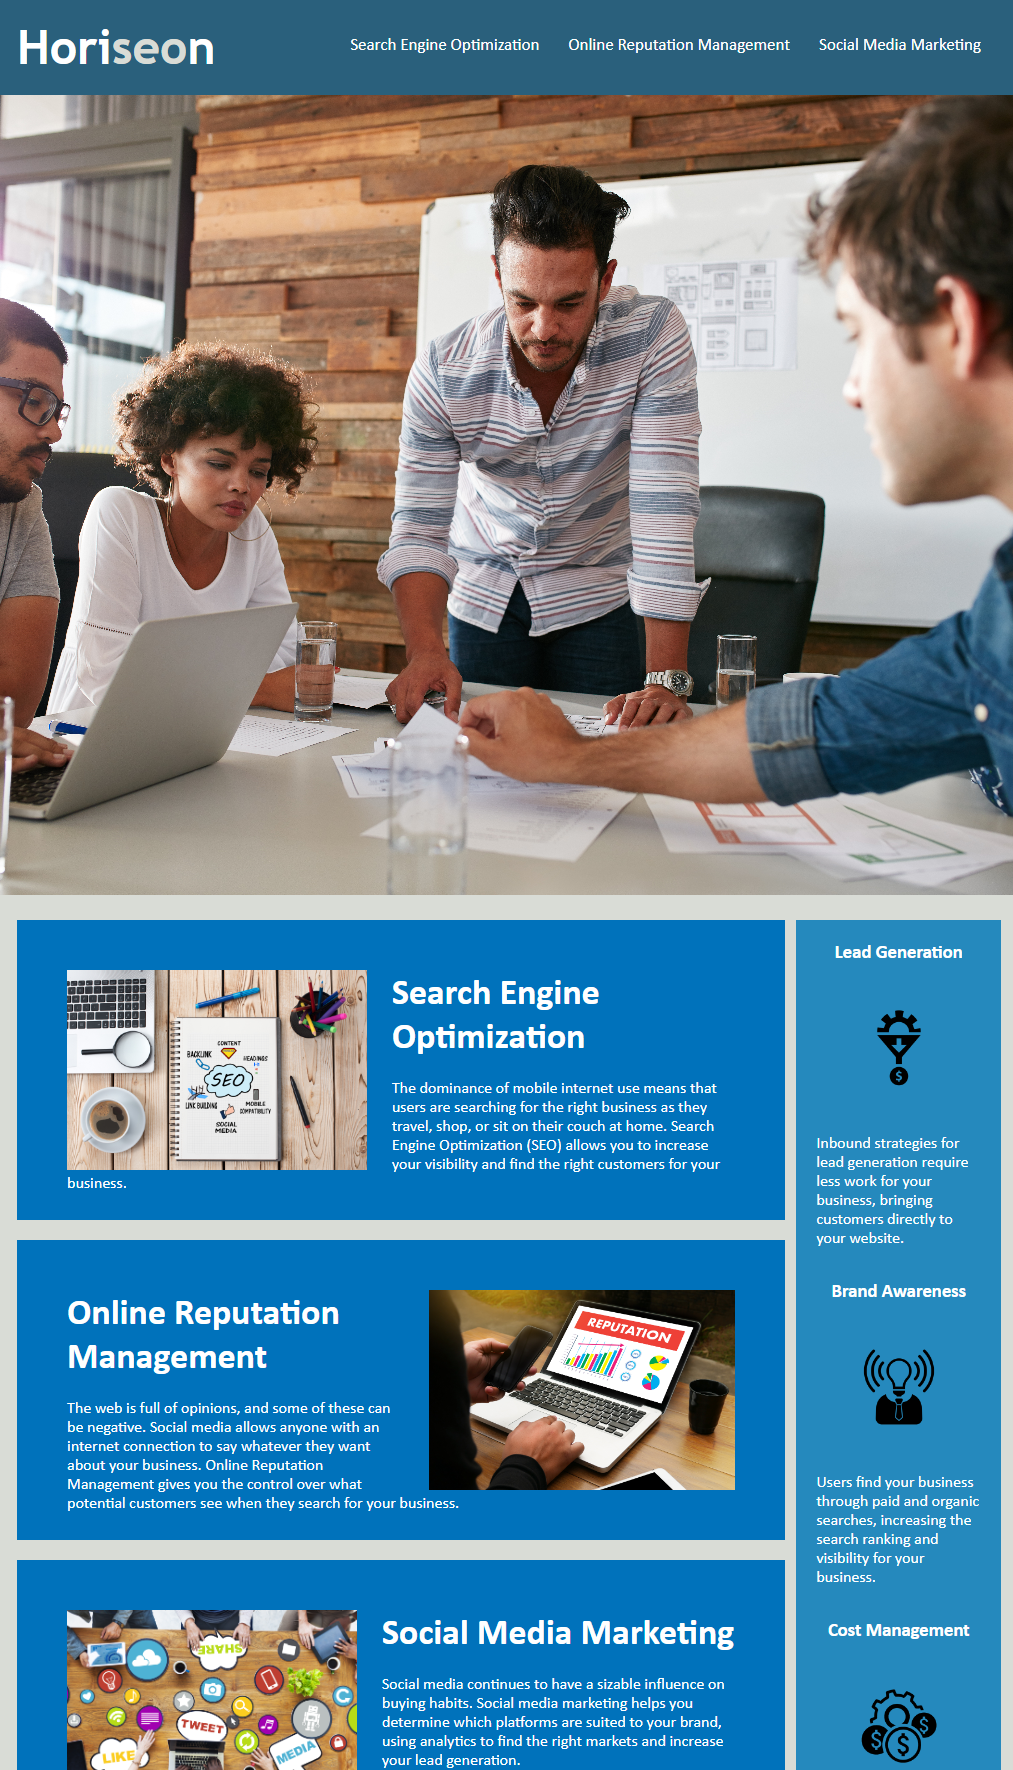 Horiseon
Search Engine Optimization
Online Reputation Management
Social Media Marketing
CONTENT
BACKLINK
HEADINGS
SEO
LINK BUILDING
MOBILE
COMPATIBILITY
SOCIAL
MEDIA
Search Engine
Optimization
The dominance of mobile internet use means that
users are searching for the right business as they
travel, shop, or sit on their couch at home. Search
Engine Optimization (SEO) allows you to increase
your visibility and find the right customers for your
business.
Online Reputation
Management
The web is full of opinions, and some of these can
be negative. Social media allows anyone with an
internet connection to say whatever they want
about your business. Online Reputation
Management gives you the control over what
potential customers see when they search for your business.
REPUTATION
SHARE
TWEET
LIKE
MEDIA
Social Media Marketing
Social media continues to have a sizable influence on
buying habits. Social media marketing helps you
determine which platforms are suited to your brand,
using analytics to find the right markets and increase
your lead generation.
Lead Generation
$
Inbound strategies for
lead generation require
less work for your
business, bringing
customers directly to
your website.
Brand Awareness
Users find your business
through paid and organic
searches, increasing the
search ranking and
visibility for your
business.
Cost Management
$ $ $